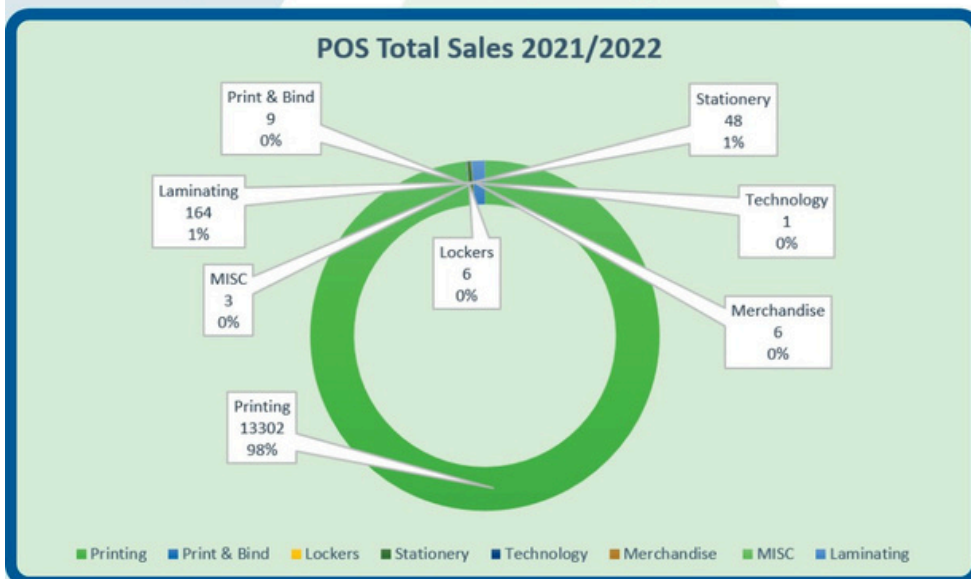 POS Total Sales 2021/2022
Print & Bind
9
0%
Stationery
48
1%
Laminating
164
1%
Technology
1
0%
Lockers
6
0%
MISC
3
0%
Merchandise
6
0%
Printing
13302
98%
Printing Print & Bind Lockers Stationery Technology Merchandise MISC Laminating